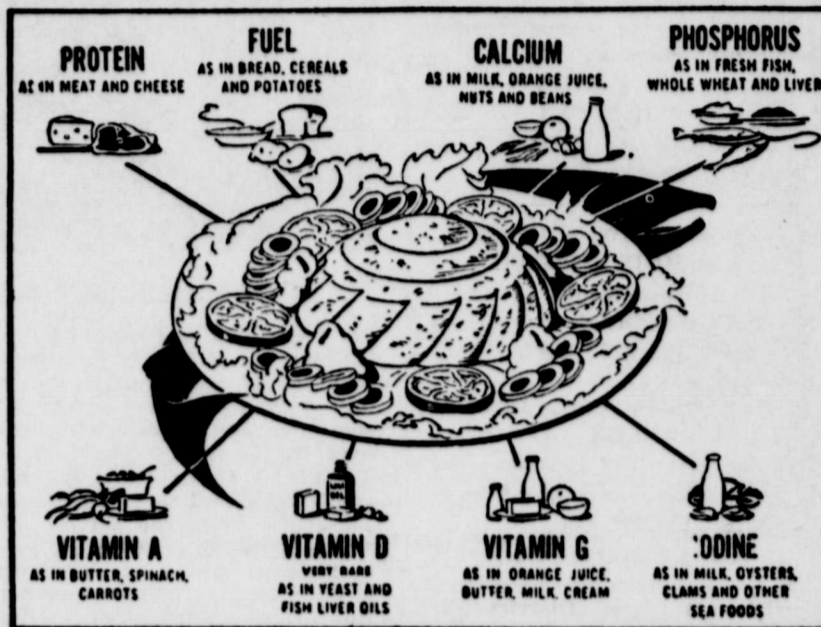 PROTEIN
AS IN MEAT AND CHEESE
FUEL
AS IN BREAD, CEREALS
AND POTATOES
CALCIUM
AS IN MILK, ORANGE JUICE,
NUTS AND BEANS
PHOSPHORUS
AS IN FRESH FISH,
WHOLE WHEAT AND LIVER
VITAMIN A
AS IN BUTTER, SPINACH,
CARROTS
VITAMIN D
VERY RARE
AS IN YEAST AND
FISH LIVER OILS
VITAMIN G
AS IN ORANGE JUICE,
BUTTER, MILK, CREAM
IODINE
AS IN MILK, OYSTERS,
CLAMS AND OTHER
SEA FOODS